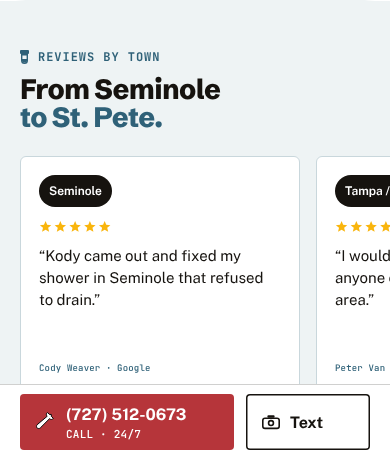 REVIEWS BY TOWN
From Seminole
to St. Pete.
Seminole
Tampa /
“Kody came out and fixed my
shower in Seminole that refused
to drain.”
“I would
anyone
area.”
Cody Weaver · Google
Peter Van
(727) 512-0673
CALL · 24/7
Text